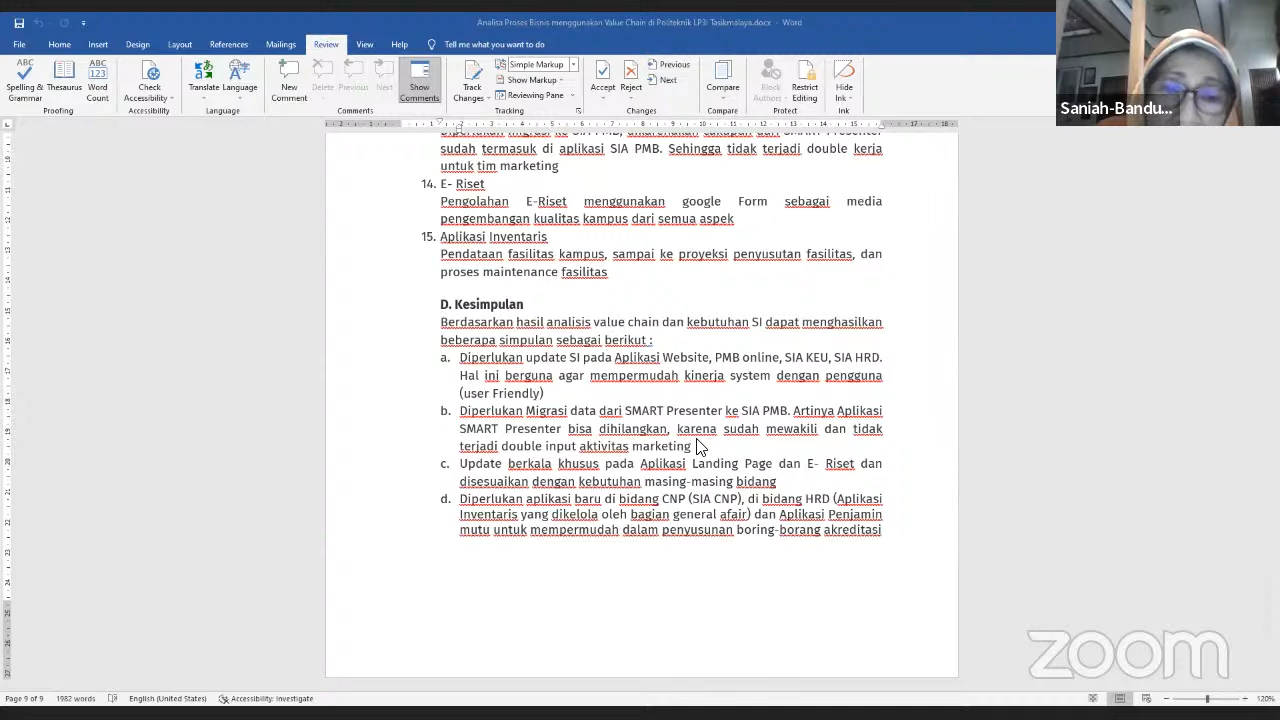 Analisa Proses Bisnis menggunakan Value Chain di Politeknik LP3I Tasikmalaya.docx - Word
File Home Insert Design Layout References Mailings Review View Help Tell me what you want to do
Spelling & Grammar Thesaurus Word Count
Proofing
Check Accessibility
Accessibility
Translate Language
Language
New Comment Delete Previous Next Show Comments
Comments
Track Changes Simple Markup Show Markup Reviewing Pane
Tracking
Accept Reject Previous Next
Changes
Compare
Compare
Block Authors Restrict Editing
Protect
Hide Ink
Ink
Saniah-Bandu...
sudah termasuk di aplikasi SIA PMB. Sehingga tidak terjadi double kerja
untuk tim marketing
14. E- Riset
Pengolahan E-Riset menggunakan google Form sebagai media
pengembangan kualitas kampus dari semua aspek
15. Aplikasi Inventaris
Pendataan fasilitas kampus, sampai ke proyeksi penyusutan fasilitas, dan
proses maintenance fasilitas
D. Kesimpulan
Berdasarkan hasil analisis value chain dan kebutuhan SI dapat menghasilkan
beberapa simpulan sebagai berikut :
a. Diperlukan update SI pada Aplikasi Website, PMB online, SIA KEU, SIA HRD.
Hal ini berguna agar mempermudah kinerja system dengan pengguna
(user Friendly)
b. Diperlukan Migrasi data dari SMART Presenter ke SIA PMB. Artinya Aplikasi
SMART Presenter bisa dihilangkan, karena sudah mewakili dan tidak
terjadi double input aktivitas marketing
c. Update berkala khusus pada Aplikasi Landing Page dan E- Riset dan
disesuaikan dengan kebutuhan masing-masing bidang
d. Diperlukan aplikasi baru di bidang CNP (SIA CNP), di bidang HRD (Aplikasi
Inventaris yang dikelola oleh bagian general afair) dan Aplikasi Penjamin
mutu untuk mempermudah dalam penyusunan boring-borang akreditasi
zoom
Page 9 of 9 1982 words English (United States) Accessibility: Investigate 120%